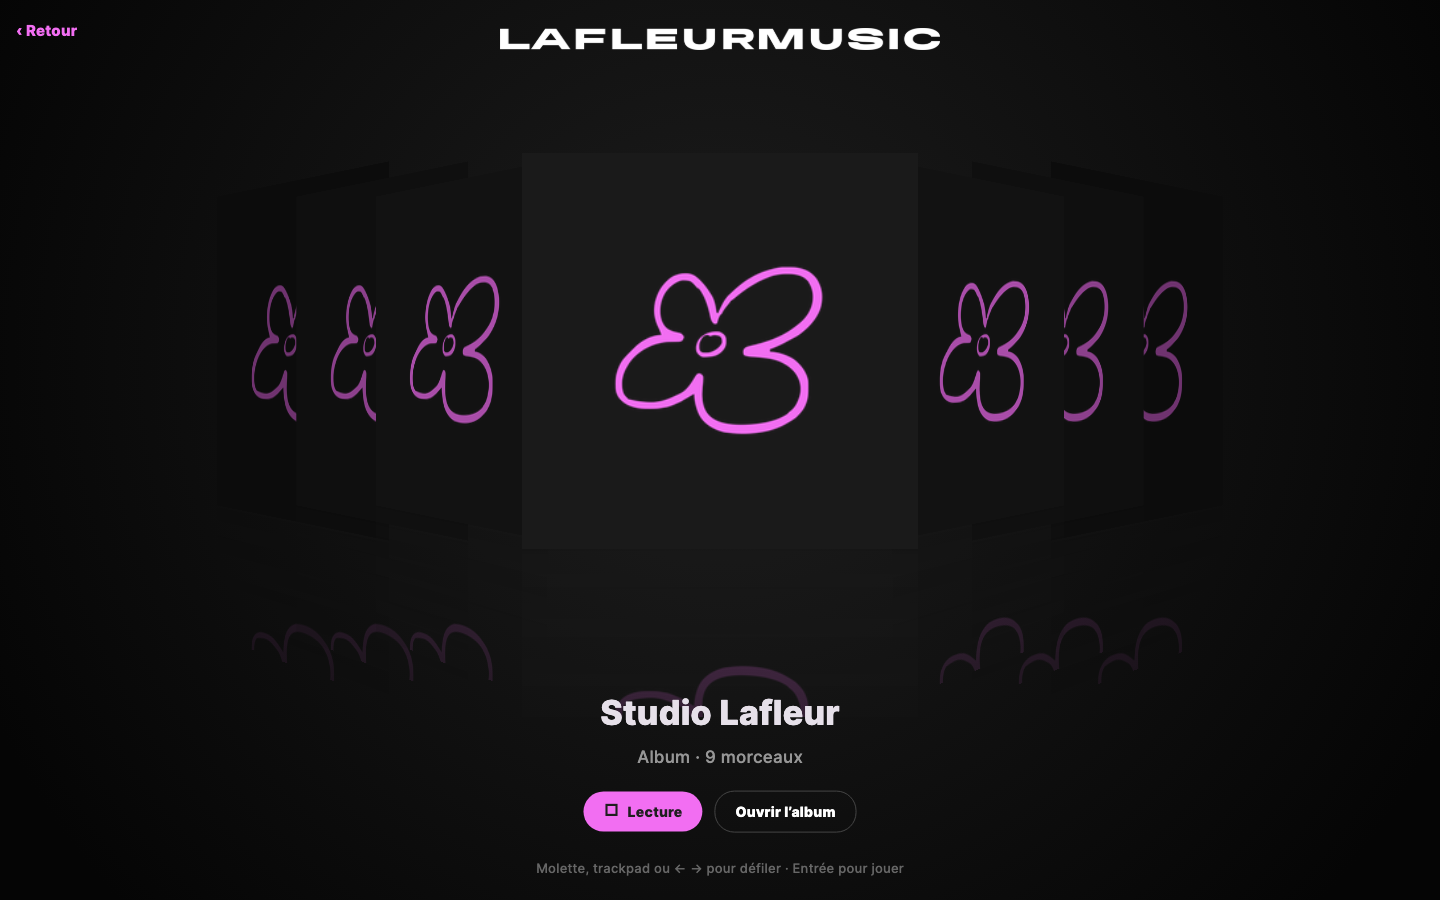 ‹ Retour
LAFLEURMUSIC
Studio Lafleur
Album · 9 morceaux
Lecture
Ouvrir l’album
Molette, trackpad ou ← → pour défiler · Entrée pour jouer